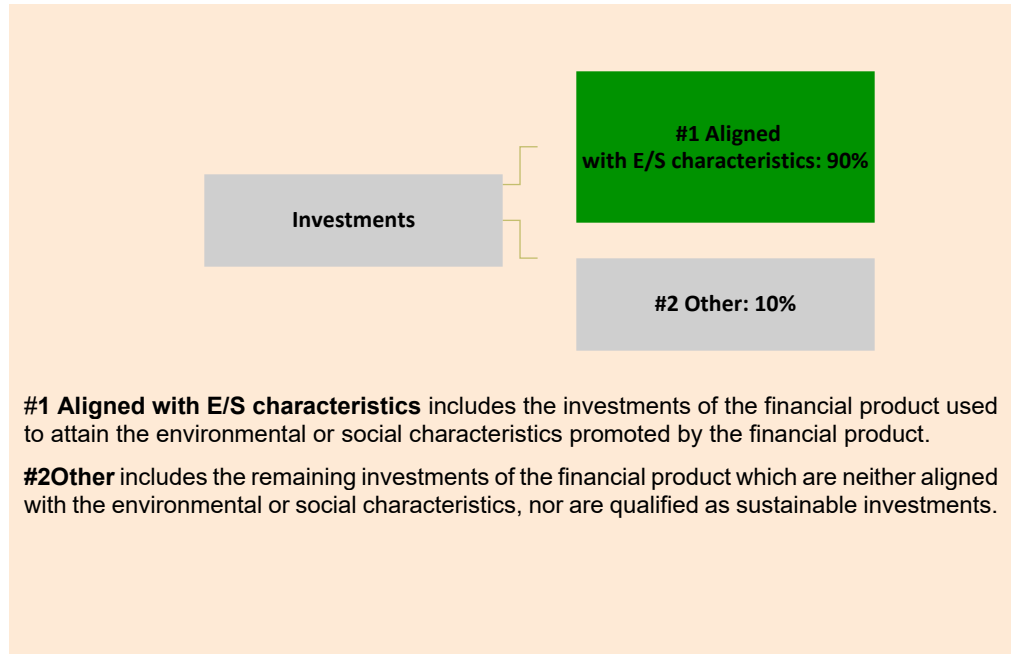 #1 Aligned
with E/S characteristics: 90%
Investments
#2 Other: 10%
#1 Aligned with E/S characteristics includes the investments of the financial product used
to attain the environmental or social characteristics promoted by the financial product.
#2Other includes the remaining investments of the financial product which are neither aligned
with the environmental or social characteristics, nor are qualified as sustainable investments.